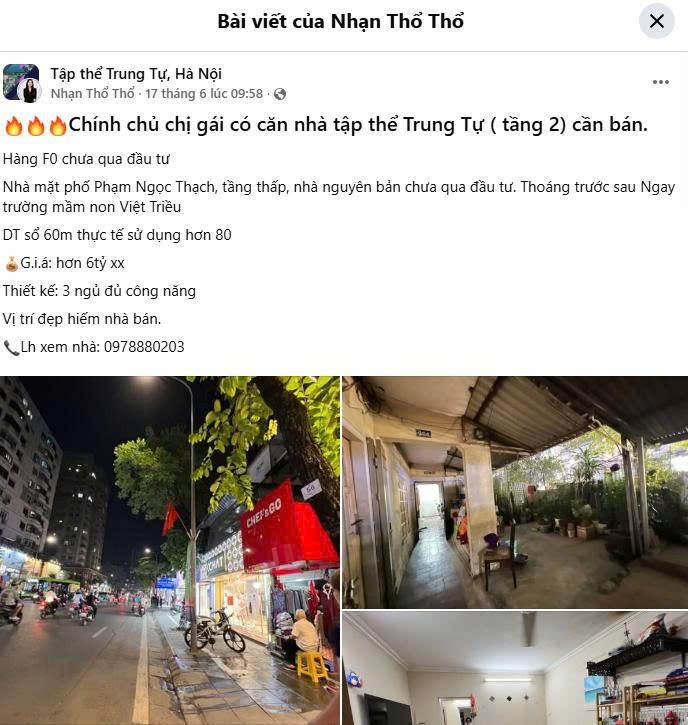 Bài viết của Nhạn Thổ Thổ
Tập thể Trung Tự, Hà Nội
Nhạn Thổ Thổ · 17 tháng 6 lúc 09:58 ·
🔥🔥🔥Chính chủ chị gái có căn nhà tập thể Trung Tự ( tầng 2) cần bán.
Hàng F0 chưa qua đầu tư
Nhà mặt phố Phạm Ngọc Thạch, tầng thấp, nhà nguyên bản chưa qua đầu tư. Thoáng trước sau Ngay
trường mầm non Việt Triều
DT sổ 60m thực tế sử dụng hơn 80
💰G.i.á: hơn 6tỷ xx
Thiết kế: 3 ngủ đủ công năng
Vị trí đẹp hiếm nhà bán.
📞Lh xem nhà: 0978880203
CHEF&GO